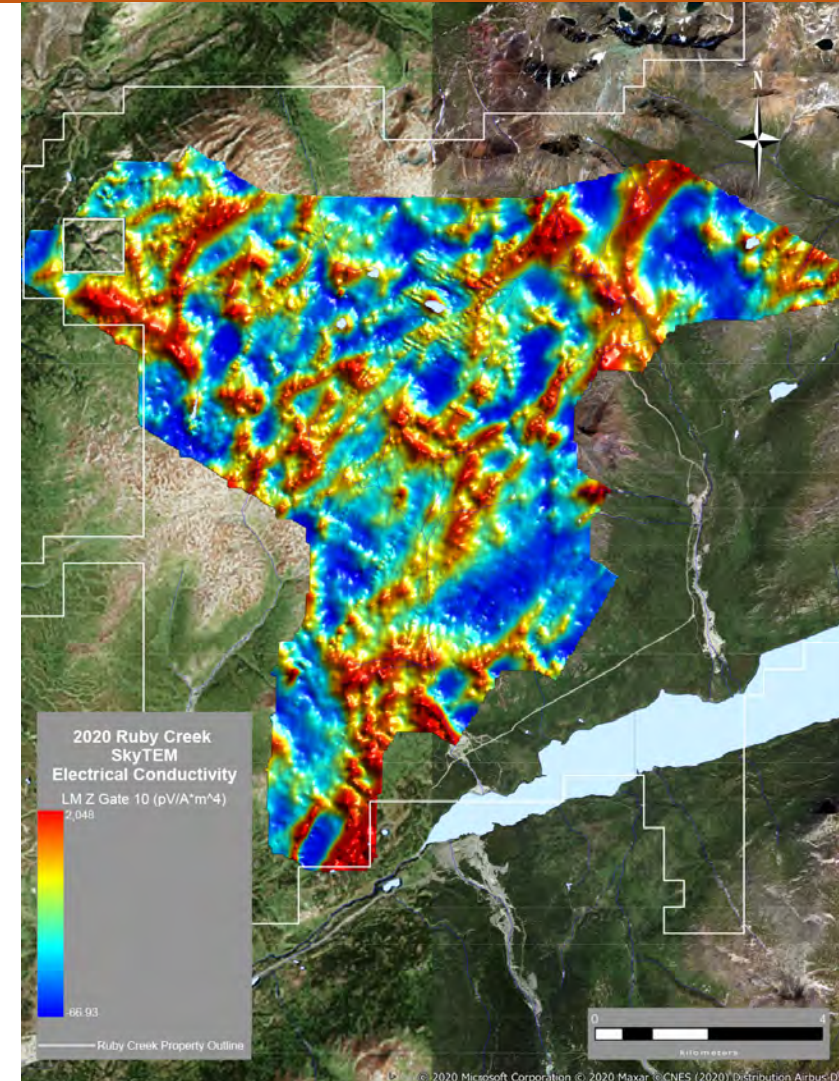 N
2020 Ruby Creek
SkyTEM
Electrical Conductivity
LM Z Gate 10 (pV/A*m^4)
2,048
-66.93
Ruby Creek Property Outline
0 4
Kilometers
© 2020 Microsoft Corporation © 2020 Maxar © CNES (2020) Distribution Airbus D